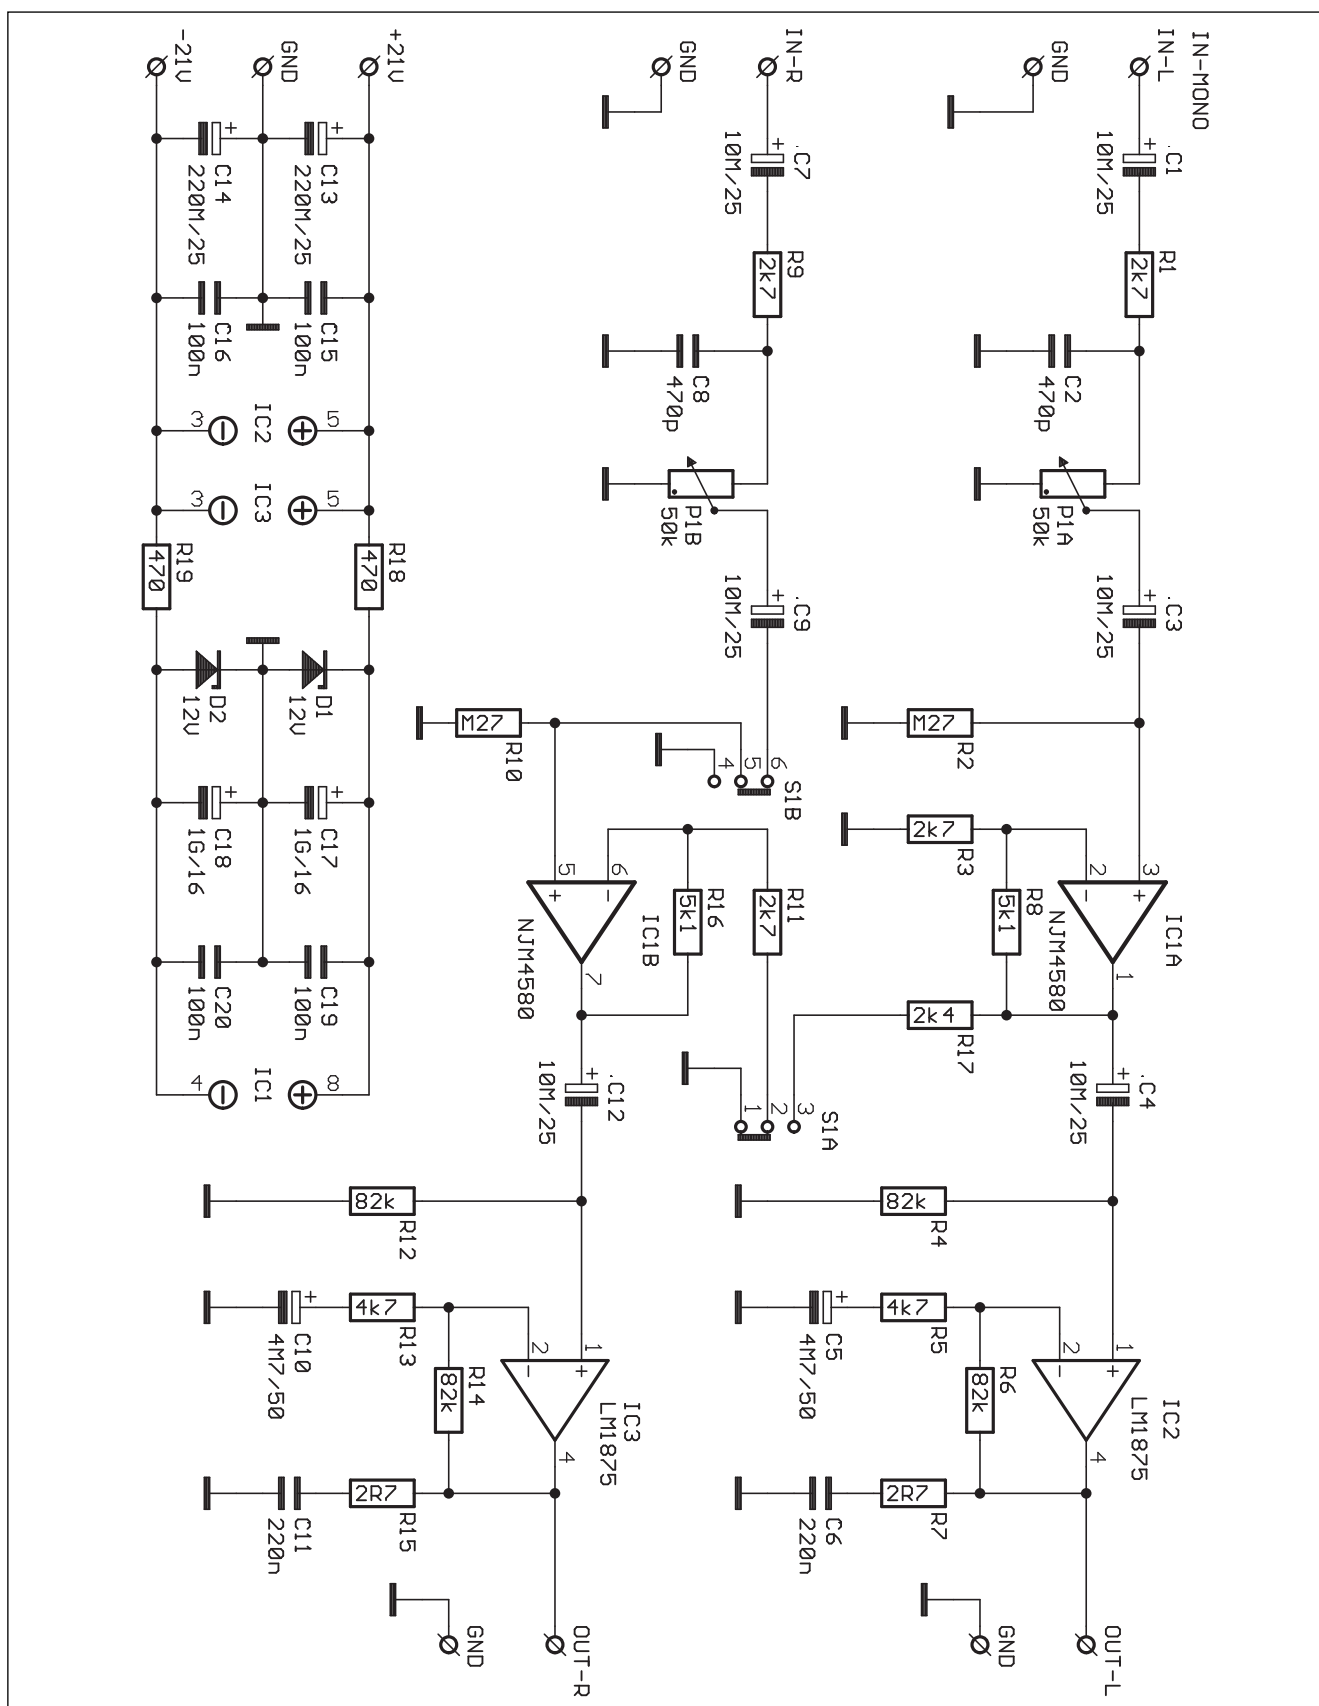 IN-MONO
IN-L
GND
.C1
10M/25
R1
2k7
C2
470p
P1A
50k
.C3
10M/25
R2
M27
R3
2k7
3
2
1
IC1A
NJM4580
R8
5k1
R17
2k4
.C4
10M/25
R4
82k
R5
4k7
C5
4M7/50
1
2
4
IC2
LM1875
R6
82k
R7
2R7
C6
220n
OUT-L
GND
IN-R
GND
.C7
10M/25
R9
2k7
C8
470p
P1B
50k
.C9
10M/25
S1B
6
5
4
R10
M27
5
6
7
IC1B
NJM4580
R16
5k1
R11
2k7
S1A
3
2
1
.C12
10M/25
R12
82k
R13
4k7
C10
4M7/50
1
2
4
IC3
LM1875
R14
82k
R15
2R7
C11
220n
OUT-R
GND
+21V
GND
-21V
C13
220M/25
C14
220M/25
C15
100n
C16
100n
5
IC2
3
5
IC3
3
R18
470
R19
470
D1
12V
D2
12V
C17
1G/16
C18
1G/16
C19
100n
C20
100n
8
IC1
4